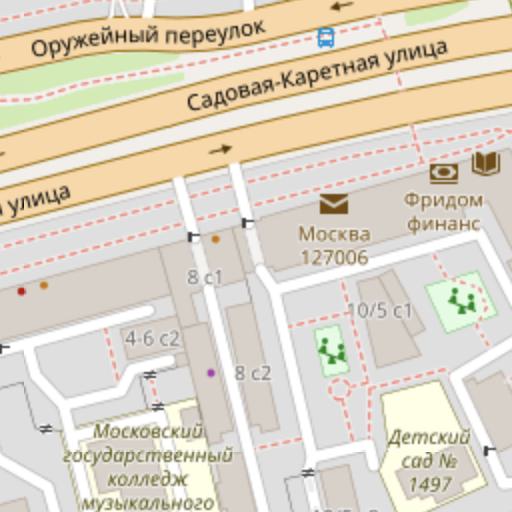 Оружейный переулок
Садовая-Каретная улица
улица
Фридом
финанс
Москва
127006
8 с1
10/5 с1
4-6 с2
8 с2
Московский
государственный
колледж
музыкального
Детский
сад №
1497